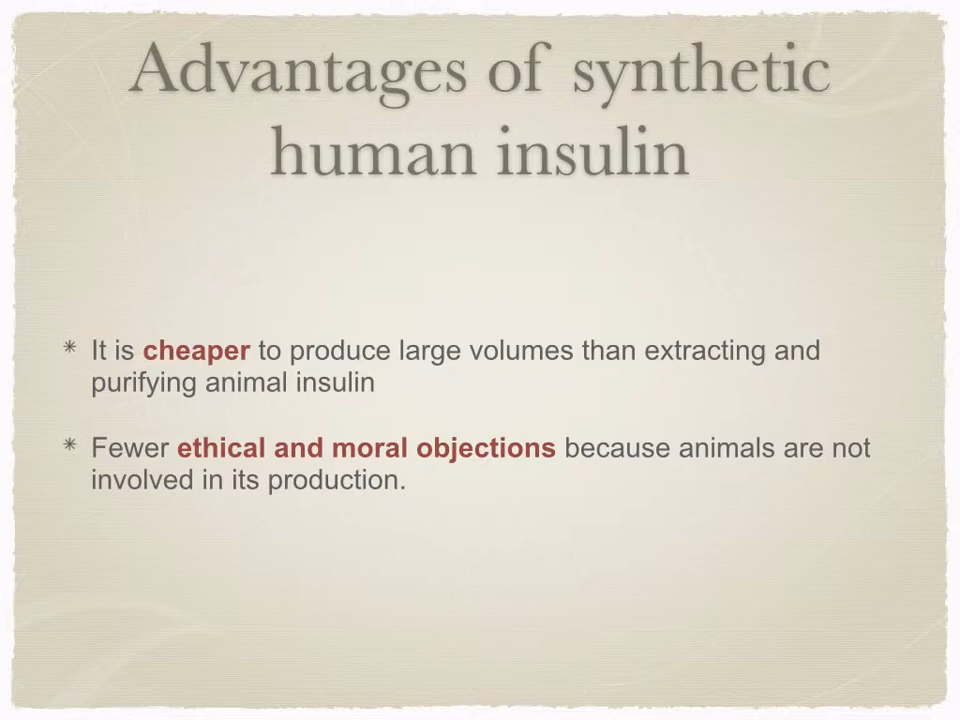 Advantages of synthetic
human insulin
It is cheaper to produce large volumes than extracting and
purifying animal insulin
Fewer ethical and moral objections because animals are not
involved in its production.